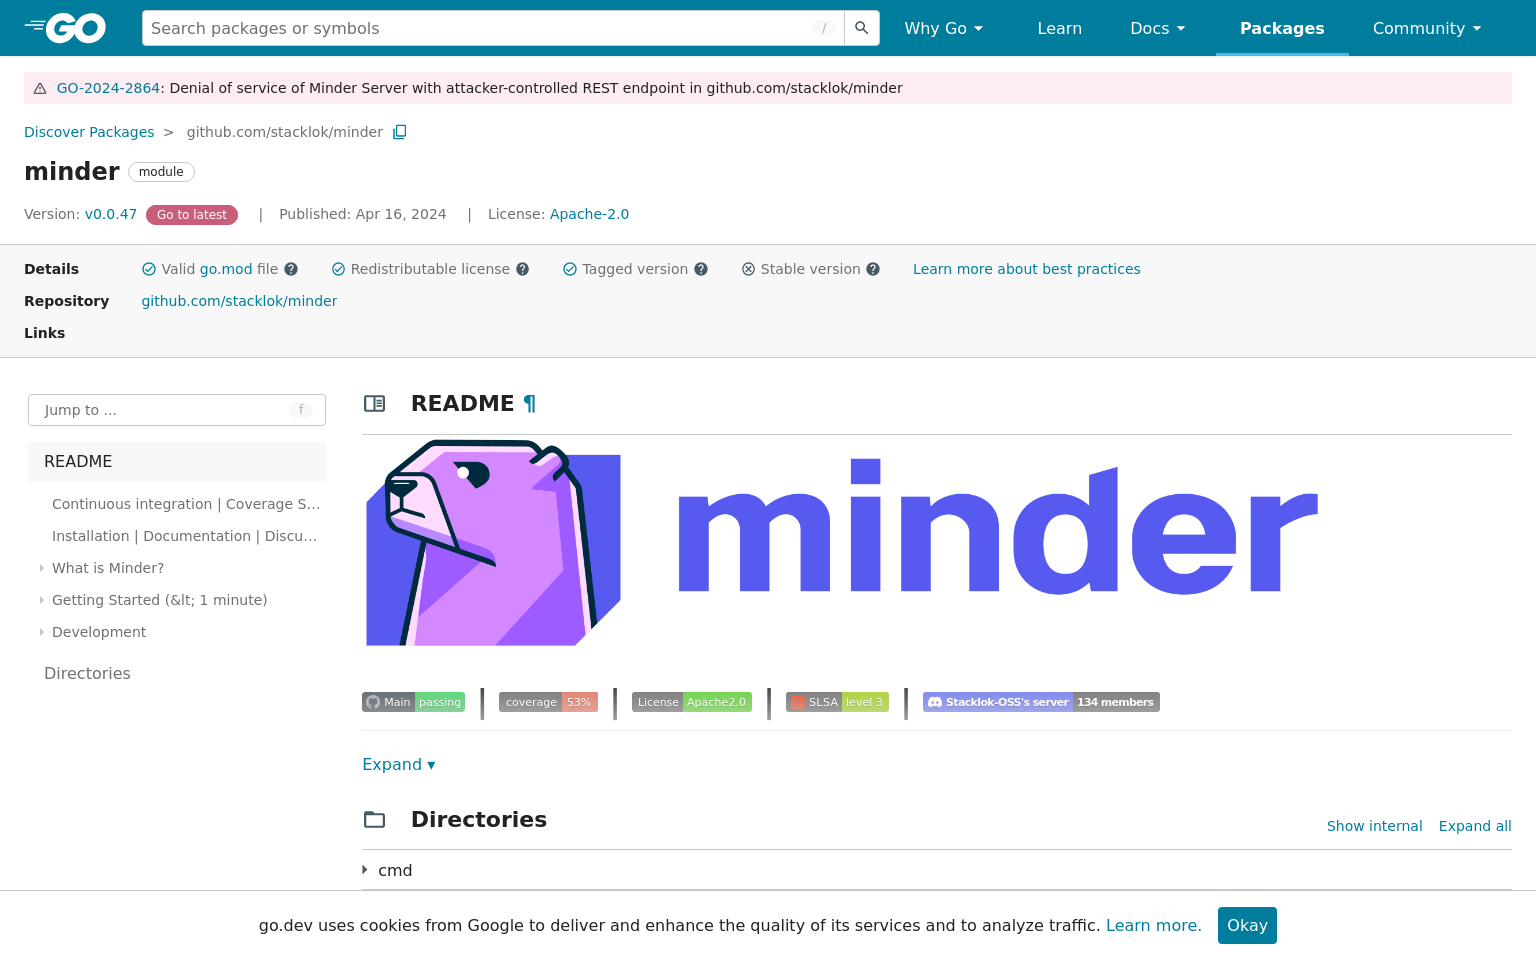 GO Search packages or symbols / Why Go Learn Docs Packages Community
GO-2024-2864: Denial of service of Minder Server with attacker-controlled REST endpoint in github.com/stacklok/minder
Discover Packages > github.com/stacklok/minder
minder module
Version: v0.0.47 Go to latest | Published: Apr 16, 2024 | License: Apache-2.0
Details Valid go.mod file Redistributable license Tagged version Stable version Learn more about best practices
Repository github.com/stacklok/minder
Links
Jump to ... f
README
Continuous integration | Coverage S...
Installation | Documentation | Discu...
What is Minder?
Getting Started (&lt; 1 minute)
Development
Directories
README ¶
minder
Main passing | coverage 53% | License Apache2.0 | SLSA level 3 | Stacklok-OSS's server 134 members
Expand ▾
Directories Show internal Expand all
cmd
go.dev uses cookies from Google to deliver and enhance the quality of its services and to analyze traffic. Learn more. Okay